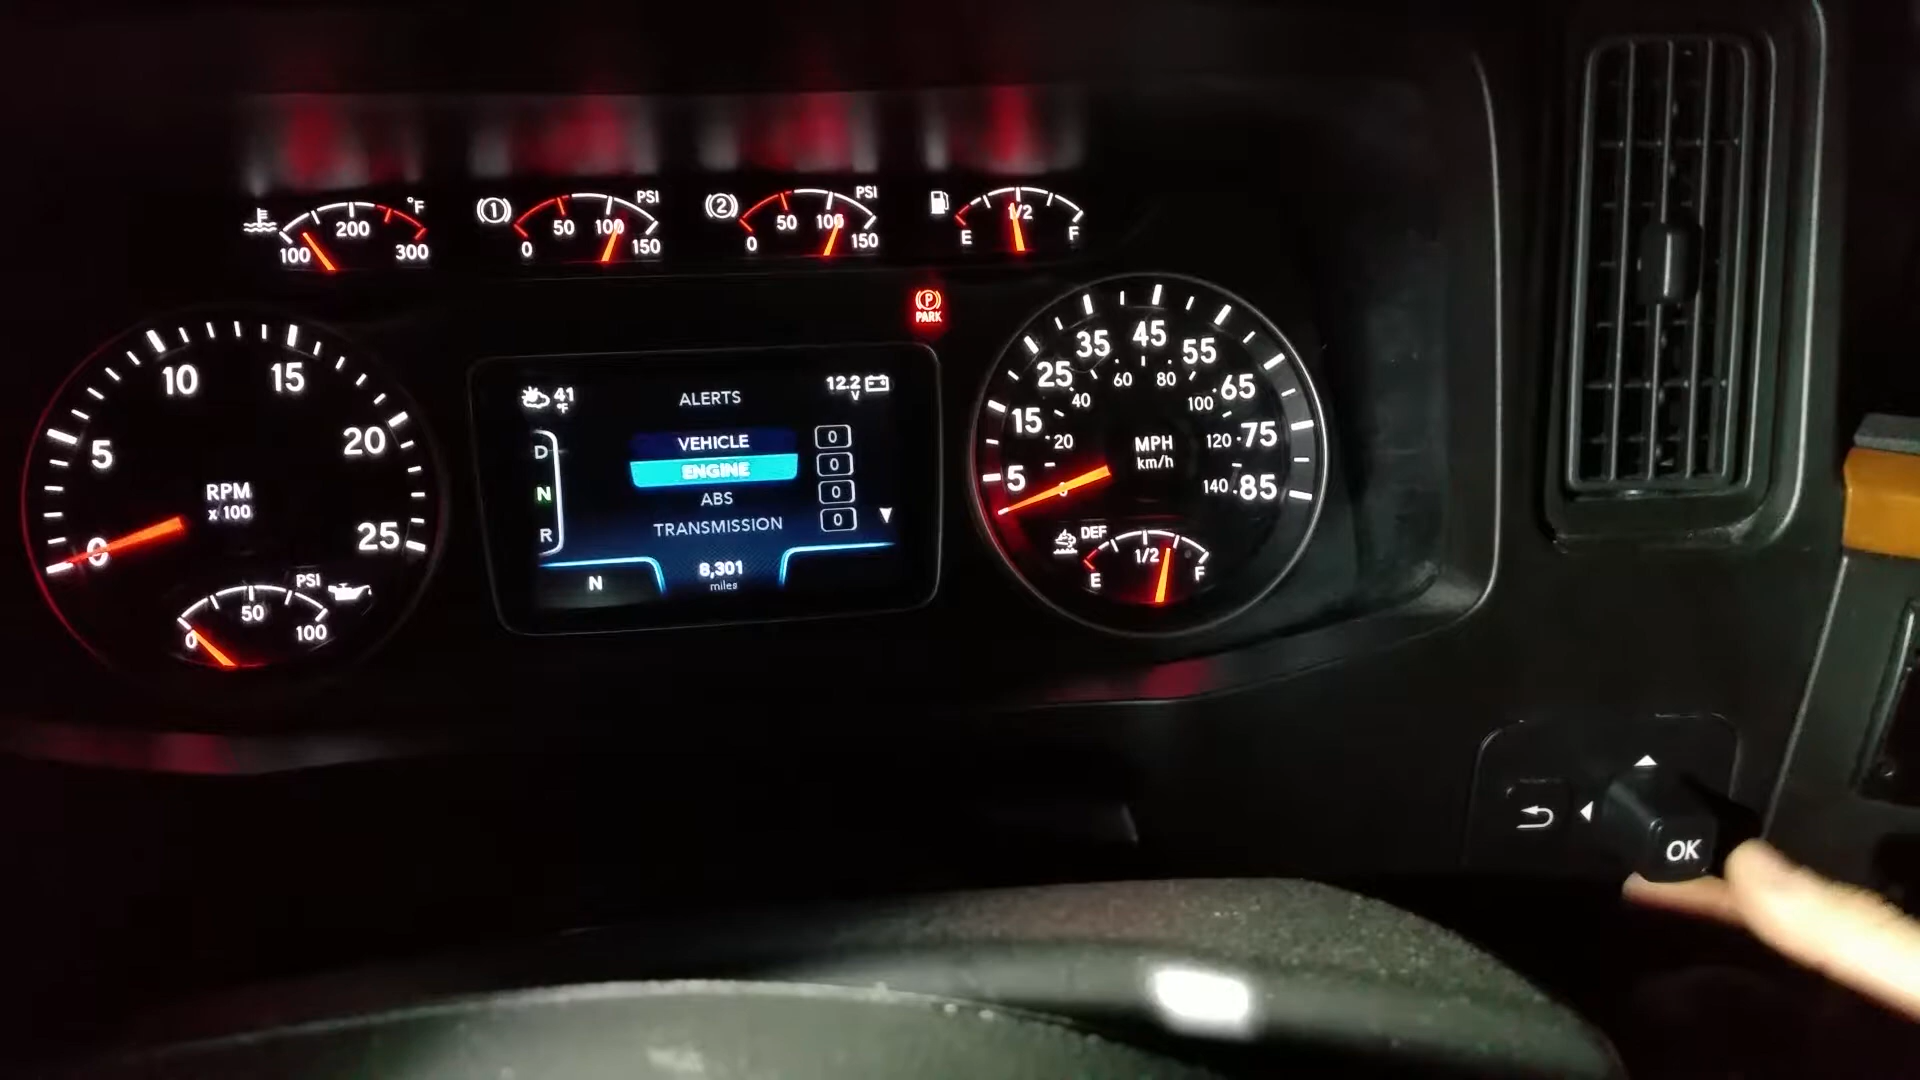 °F
100 200 300
1 PSI
0 50 100 150
2 PSI
0 50 100 150
E 1/2 F
P
PARK
0 5 10 15 20 25
RPM
x 100
PSI
0 50 100
41
°F
ALERTS
12.2
V
VEHICLE 0
ENGINE 0
ABS 0
TRANSMISSION 0
D
N
R
N
8,301
miles
5 15 25 35 45 55 65 75 85
20 40 60 80 100 120 140
MPH
km/h
DEF
E 1/2 F
OK